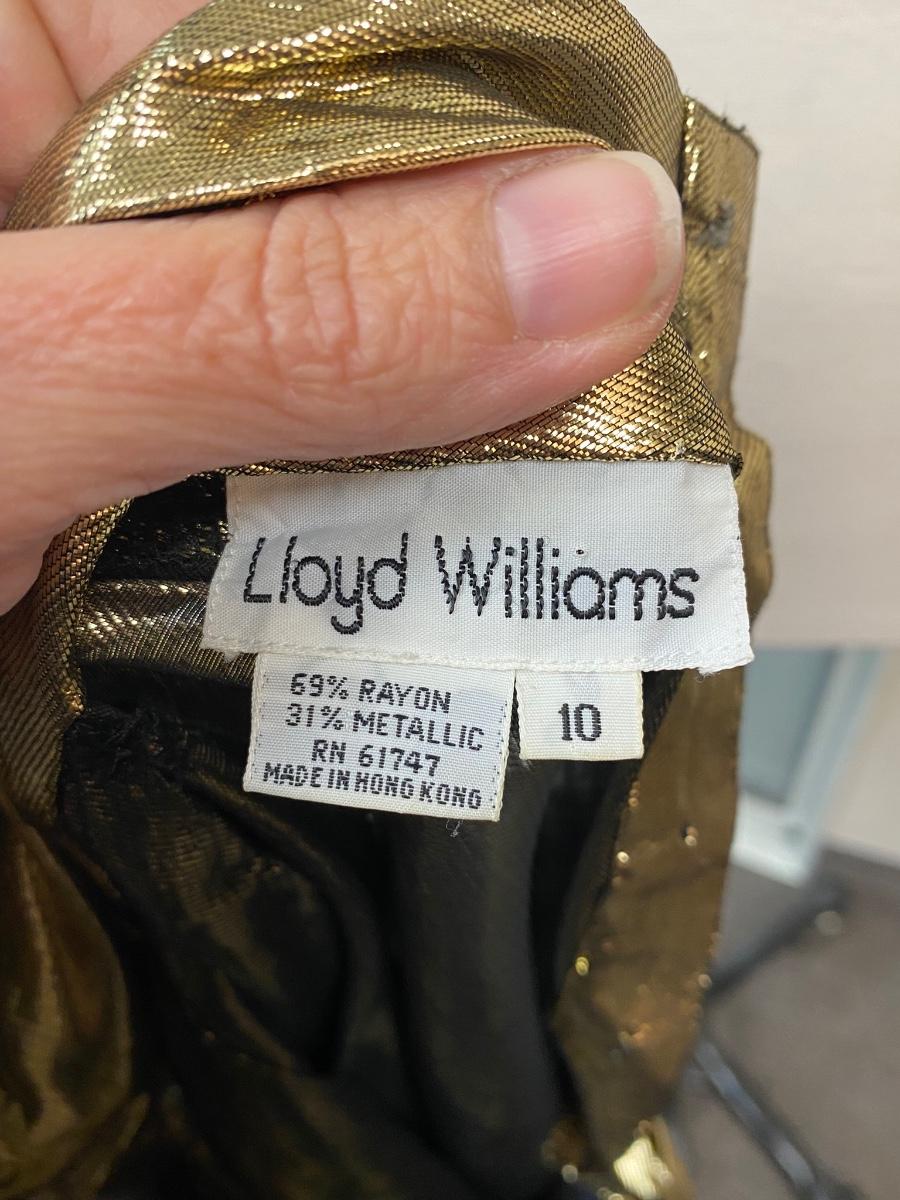 Lloyd Williams
69% RAYON
31% METALLIC
RN 61747
MADE IN HONG KONG
10